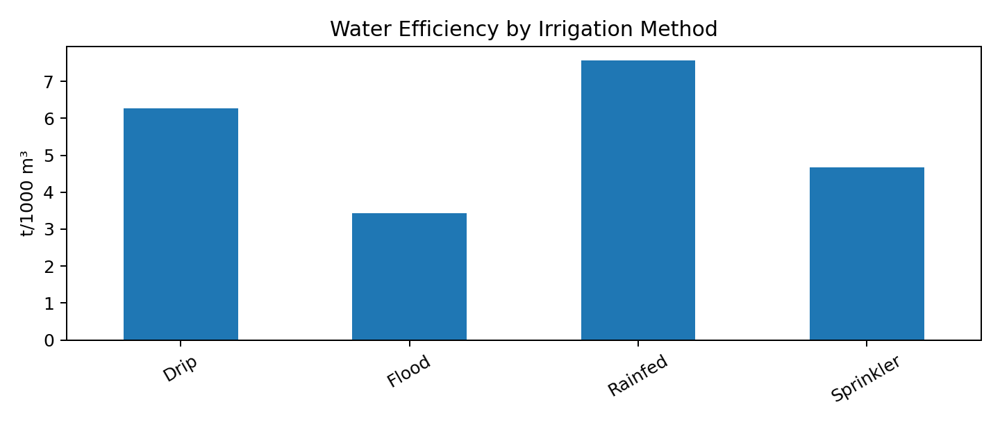 Water Efficiency by Irrigation Method
t/1000 m³
7
6
5
4
3
2
1
0
Drip
Flood
Rainfed
Sprinkler